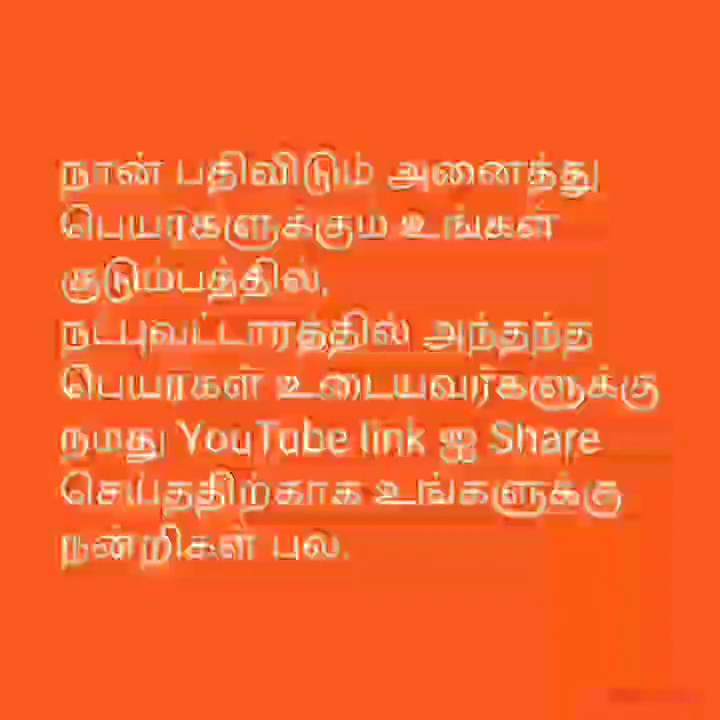 நான் பதிவிடும் அனைத்து
பெயர்களுக்கும் உங்கள்
குடும்பத்தில்,
நட்புவட்டாரத்தில் அந்தந்த
பெயர்கள் உடையவர்களுக்கு
நமது YouTube link ஐ Share
செய்ததிற்காக உங்களுக்கு
நன்றிகள் பல.